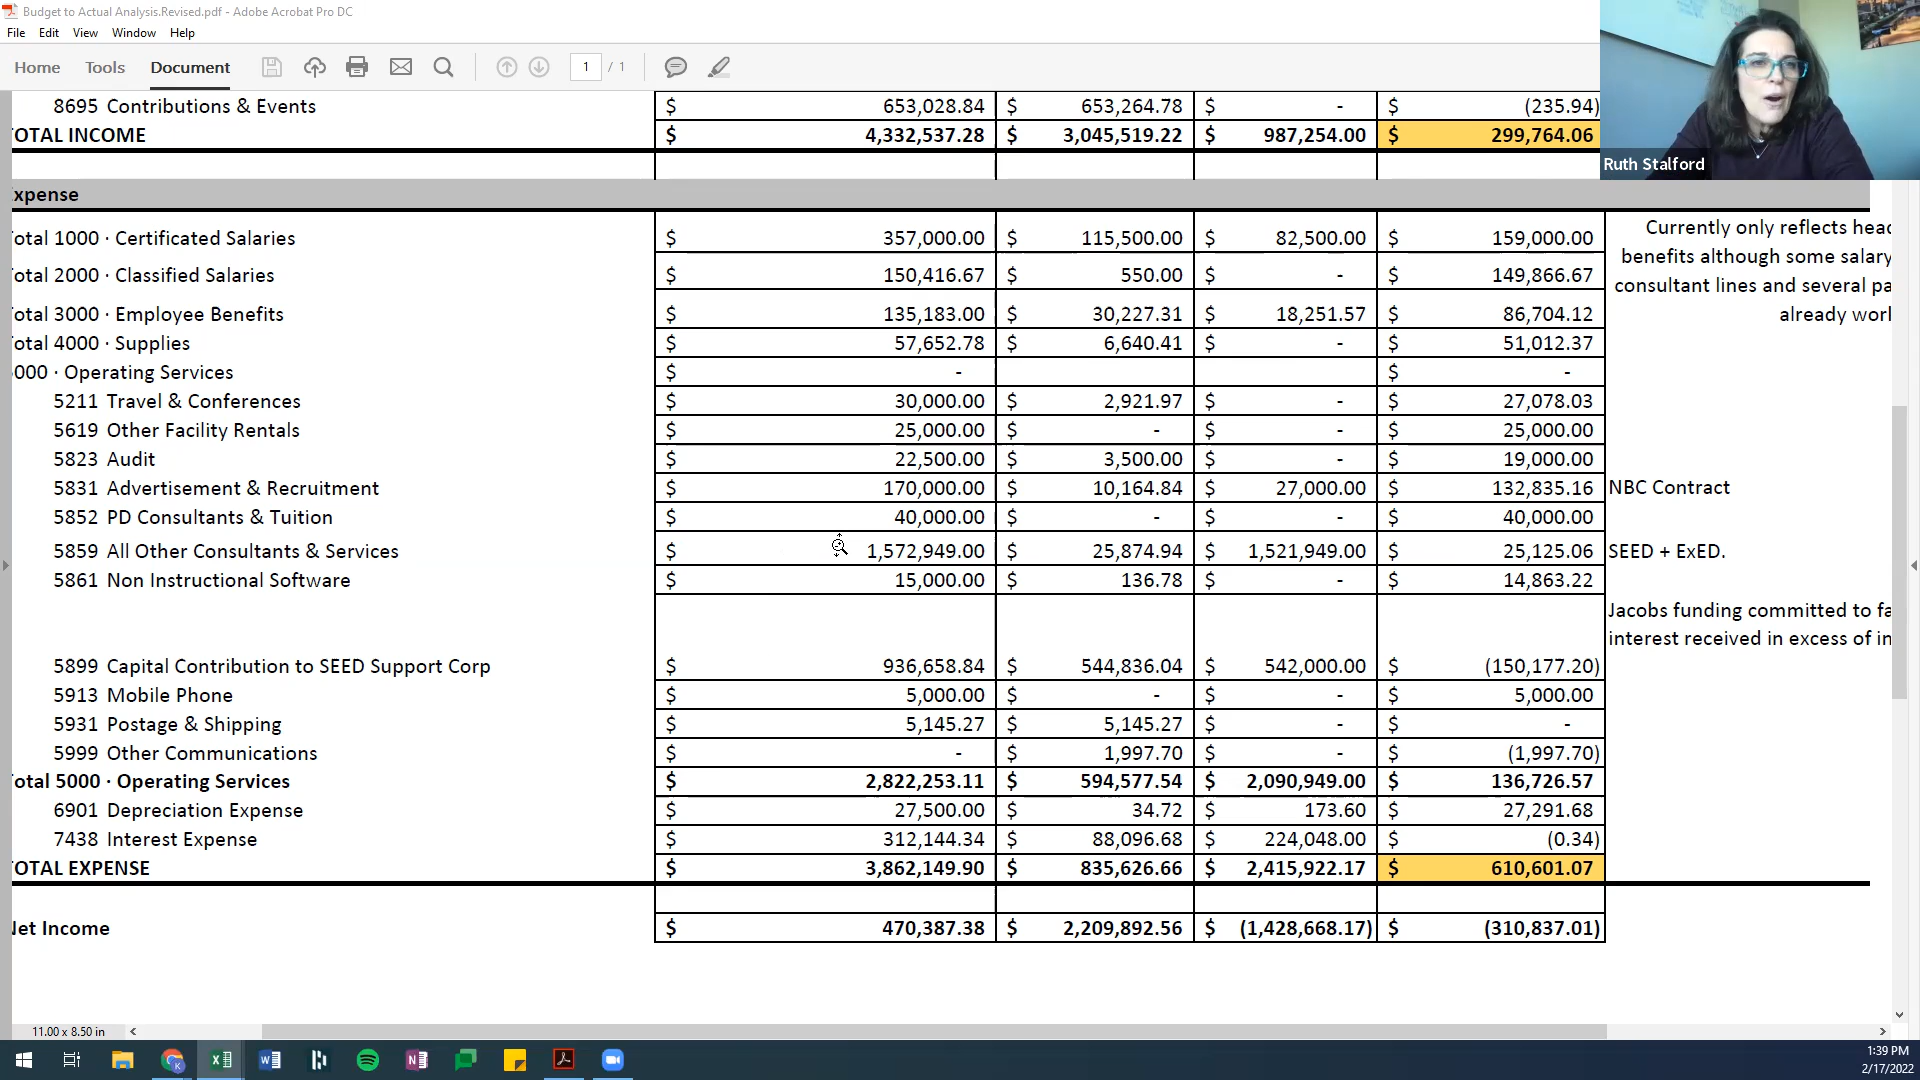 Budget to Actual Analysis.Revised.pdf - Adobe Acrobat Pro DC
File Edit View Window Help
Home Tools Document 1 / 1
8695 Contributions & Events $ 653,028.84 $ 653,264.78 $ - $ (235.94)
OTAL INCOME $ 4,332,537.28 $ 3,045,519.22 $ 987,254.00 $ 299,764.06
Ruth Stalford
xpense
otal 1000 · Certificated Salaries $ 357,000.00 $ 115,500.00 $ 82,500.00 $ 159,000.00
otal 2000 · Classified Salaries $ 150,416.67 $ 550.00 $ - $ 149,866.67
otal 3000 · Employee Benefits $ 135,183.00 $ 30,227.31 $ 18,251.57 $ 86,704.12
Currently only reflects head
benefits although some salary
consultant lines and several pa
already worl
otal 4000 · Supplies $ 57,652.78 $ 6,640.41 $ - $ 51,012.37
000 · Operating Services $ - $ -
5211 Travel & Conferences $ 30,000.00 $ 2,921.97 $ - $ 27,078.03
5619 Other Facility Rentals $ 25,000.00 $ - $ - $ 25,000.00
5823 Audit $ 22,500.00 $ 3,500.00 $ - $ 19,000.00
5831 Advertisement & Recruitment $ 170,000.00 $ 10,164.84 $ 27,000.00 $ 132,835.16 NBC Contract
5852 PD Consultants & Tuition $ 40,000.00 $ - $ - $ 40,000.00
5859 All Other Consultants & Services $ 1,572,949.00 $ 25,874.94 $ 1,521,949.00 $ 25,125.06 SEED + ExED.
5861 Non Instructional Software $ 15,000.00 $ 136.78 $ - $ 14,863.22
Jacobs funding committed to fa
interest received in excess of in
5899 Capital Contribution to SEED Support Corp $ 936,658.84 $ 544,836.04 $ 542,000.00 $ (150,177.20)
5913 Mobile Phone $ 5,000.00 $ - $ - $ 5,000.00
5931 Postage & Shipping $ 5,145.27 $ 5,145.27 $ - $ -
5999 Other Communications $ - $ 1,997.70 $ - $ (1,997.70)
otal 5000 · Operating Services $ 2,822,253.11 $ 594,577.54 $ 2,090,949.00 $ 136,726.57
6901 Depreciation Expense $ 27,500.00 $ 34.72 $ 173.60 $ 27,291.68
7438 Interest Expense $ 312,144.34 $ 88,096.68 $ 224,048.00 $ (0.34)
OTAL EXPENSE $ 3,862,149.90 $ 835,626.66 $ 2,415,922.17 $ 610,601.07
Net Income $ 470,387.38 $ 2,209,892.56 $ (1,428,668.17) $ (310,837.01)
11.00 x 8.50 in
1:39 PM
2/17/2022